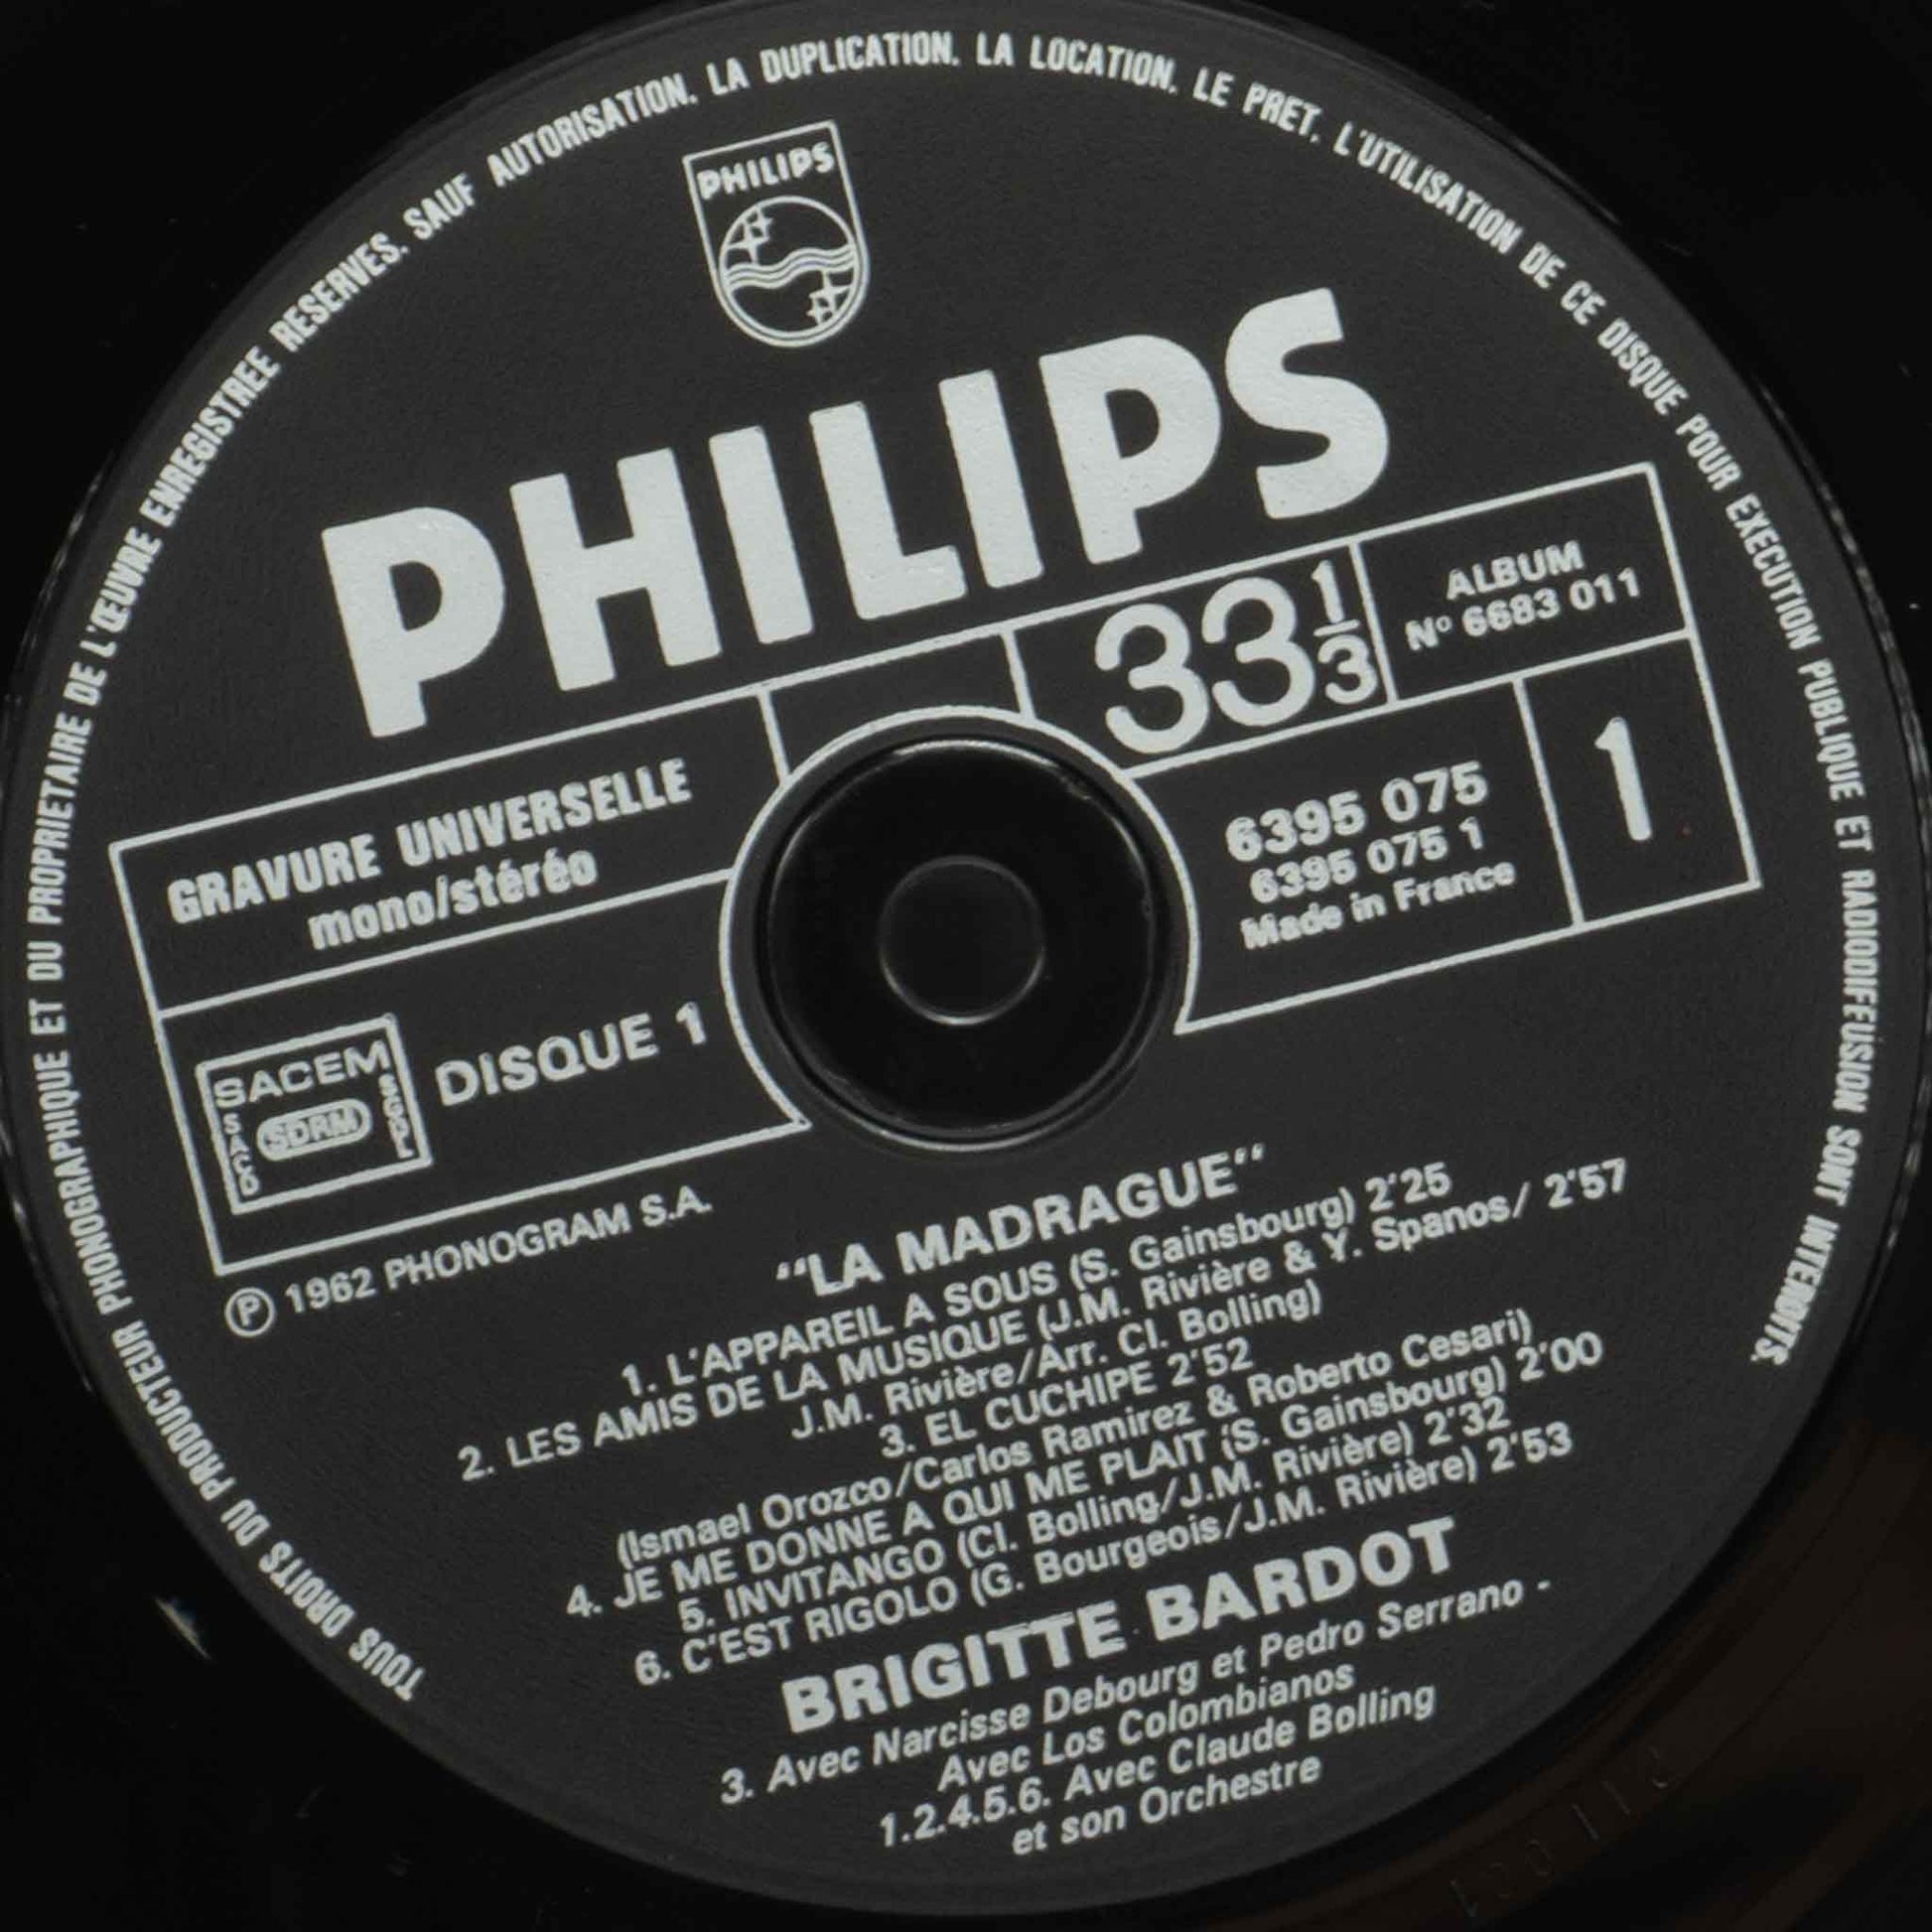 TOUS DROITS DU PRODUCTEUR PHONOGRAPHIQUE ET DU PROPRIETAIRE DE L'ŒUVRE ENREGISTREE RESERVES. SAUF AUTORISATION, LA DUPLICATION, LA LOCATION, LE PRET, L'UTILISATION DE CE DISQUE POUR EXECUTION PUBLIQUE ET RADIODIFFUSION SONT INTERDITS.
PHILIPS
PHILIPS
33 1/3
ALBUM
N° 6683 011
GRAVURE UNIVERSELLE
mono/stéréo
6395 075
6395 075 1
Made in France
1
SACEM
SACD
SDRM
SGDL
DISQUE 1
Ⓟ 1962 PHONOGRAM S.A.
"LA MADRAGUE"
1. L'APPAREIL A SOUS (S. Gainsbourg) 2'25
2. LES AMIS DE LA MUSIQUE (J.M. Rivière & Y. Spanos/ 2'57
J.M. Rivière/Arr. Cl. Bolling)
3. EL CUCHIPE 2'52
(Ismael Orozco/Carlos Ramirez & Roberto Cesari)
4. JE ME DONNE A QUI ME PLAIT (S. Gainsbourg) 2'00
5. INVITANGO (Cl. Bolling/J.M. Rivière) 2'32
6. C'EST RIGOLO (G. Bourgeois/J.M. Rivière) 2'53
BRIGITTE BARDOT
3. Avec Narcisse Debourg et Pedro Serrano -
Avec Los Colombianos
1.2.4.5.6. Avec Claude Bolling
et son Orchestre